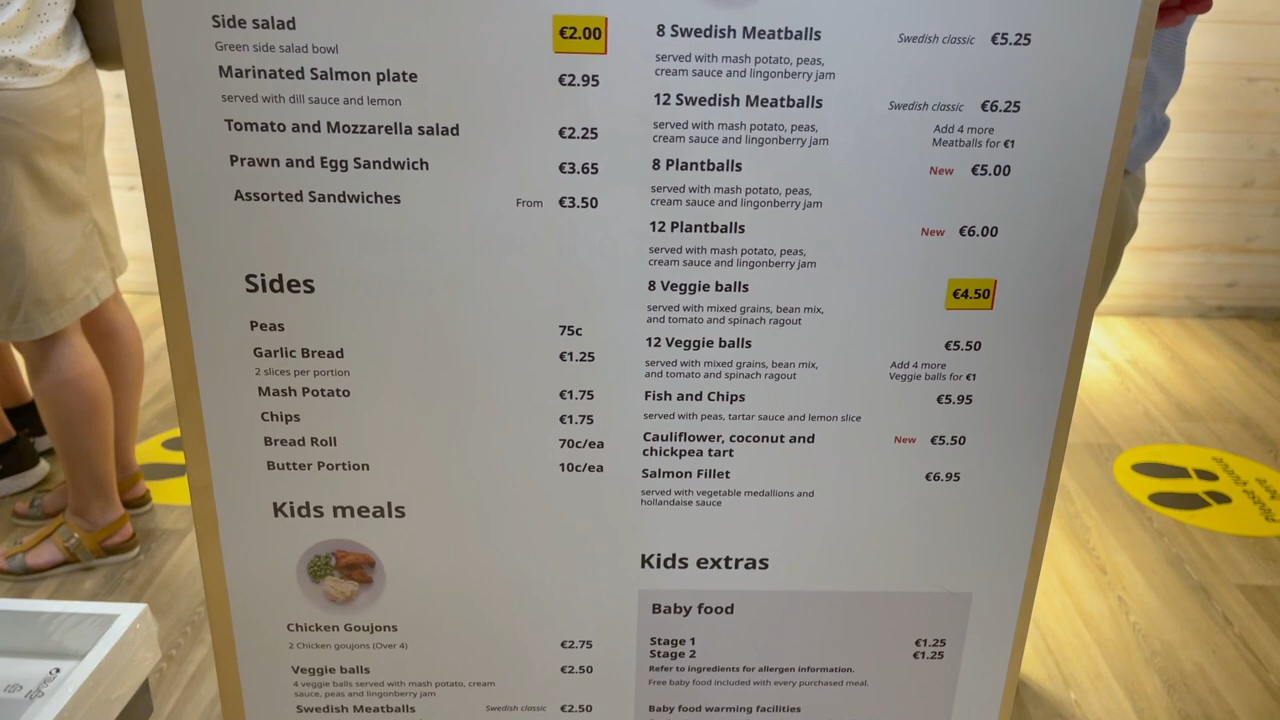 Side salad €2.00
Green side salad bowl
Marinated Salmon plate €2.95
served with dill sauce and lemon
Tomato and Mozzarella salad €2.25
Prawn and Egg Sandwich €3.65
Assorted Sandwiches From €3.50
Sides
Peas 75c
Garlic Bread €1.25
2 slices per portion
Mash Potato €1.75
Chips €1.75
Bread Roll 70c/ea
Butter Portion 10c/ea
Kids meals
Chicken Goujons
2 Chicken goujons (Over 4) €2.75
Veggie balls €2.50
4 veggie balls served with mash potato, cream
sauce, peas and lingonberry jam
Swedish Meatballs Swedish classic €2.50
8 Swedish Meatballs Swedish classic €5.25
served with mash potato, peas,
cream sauce and lingonberry jam
12 Swedish Meatballs Swedish classic €6.25
served with mash potato, peas,
cream sauce and lingonberry jam
Add 4 more
Meatballs for €1
8 Plantballs New €5.00
served with mash potato, peas,
cream sauce and lingonberry jam
12 Plantballs New €6.00
served with mash potato, peas,
cream sauce and lingonberry jam
8 Veggie balls €4.50
served with mixed grains, bean mix,
and tomato and spinach ragout
12 Veggie balls €5.50
served with mixed grains, bean mix,
and tomato and spinach ragout
Add 4 more
Veggie balls for €1
Fish and Chips €5.95
served with peas, tartar sauce and lemon slice
Cauliflower, coconut and New €5.50
chickpea tart
Salmon Fillet €6.95
served with vegetable medallions and
hollandaise sauce
Kids extras
Baby food
Stage 1 €1.25
Stage 2 €1.25
Refer to ingredients for allergen information.
Free baby food included with every purchased meal.
Baby food warming facilities
Please queue
here